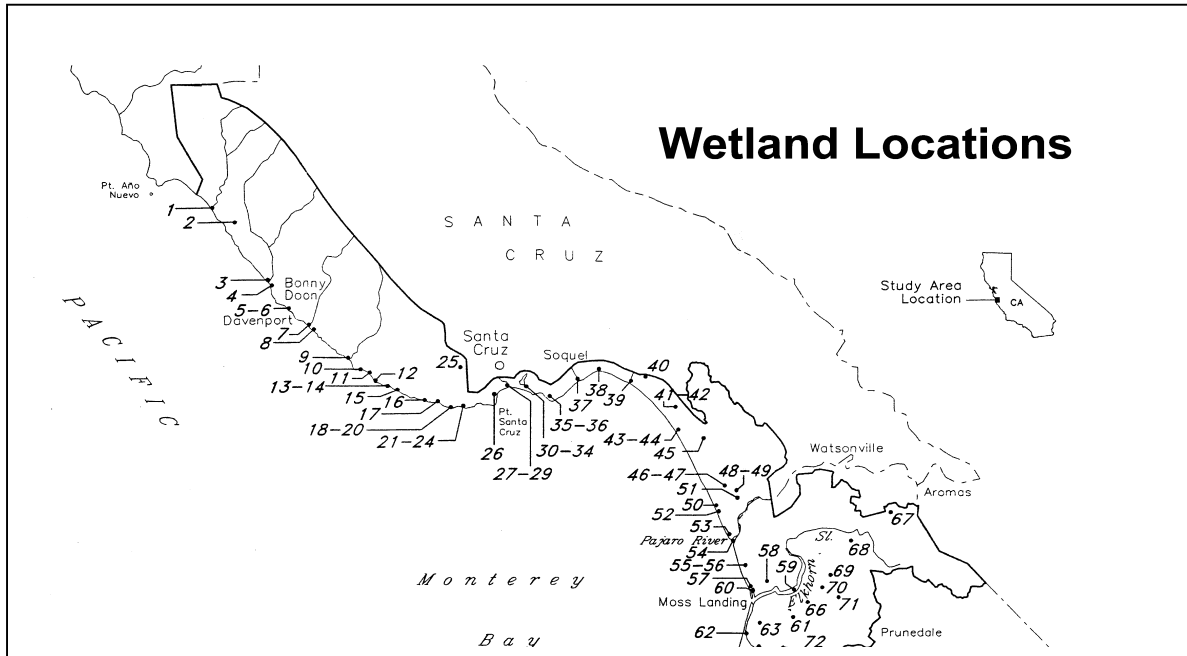 Wetland Locations
Pt. Año
Nuevo
1
2
SANTA
CRUZ
3
4
Bonny
Doon
5-6
Davenport
7
8
PACIFIC
Study Area
Location
CA
9
10
11
12
13-14
15
16
17
18-20
21-24
25
Santa
Cruz
Soquel
26
Pt.
Santa
Cruz
27-29
30-34
35-36
37
38
39
40
41-42
43-44
45
46-47
48-49
51
50
52
53
Pajaro River
54
55-56
57
60
Watsonville
Aromas
67
Sl.
68
58
59
Elkhorn
69
70
71
66
Moss Landing
61
62
63
72
Prunedale
Monterey
Bay